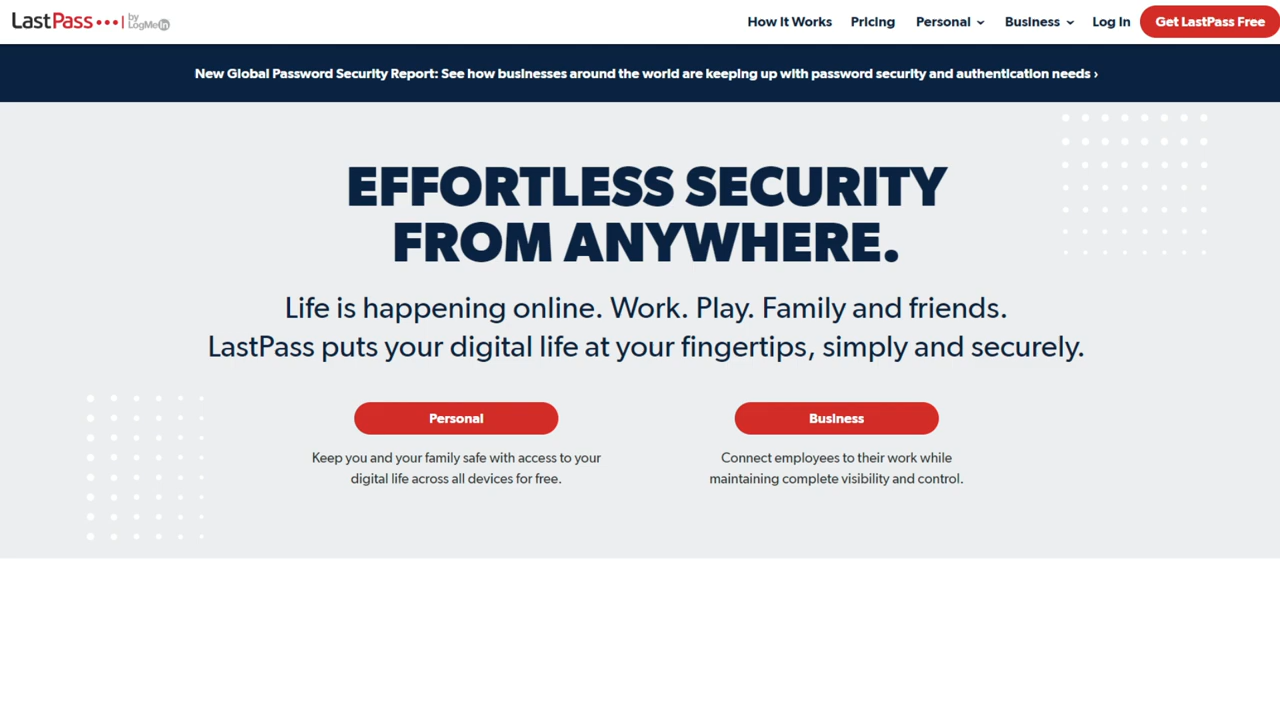 LastPass by LogMeIn
How It Works Pricing Personal Business Log In Get LastPass Free
New Global Password Security Report: See how businesses around the world are keeping up with password security and authentication needs ›
EFFORTLESS SECURITY
FROM ANYWHERE.
Life is happening online. Work. Play. Family and friends.
LastPass puts your digital life at your fingertips, simply and securely.
Personal
Keep you and your family safe with access to your
digital life across all devices for free.
Business
Connect employees to their work while
maintaining complete visibility and control.